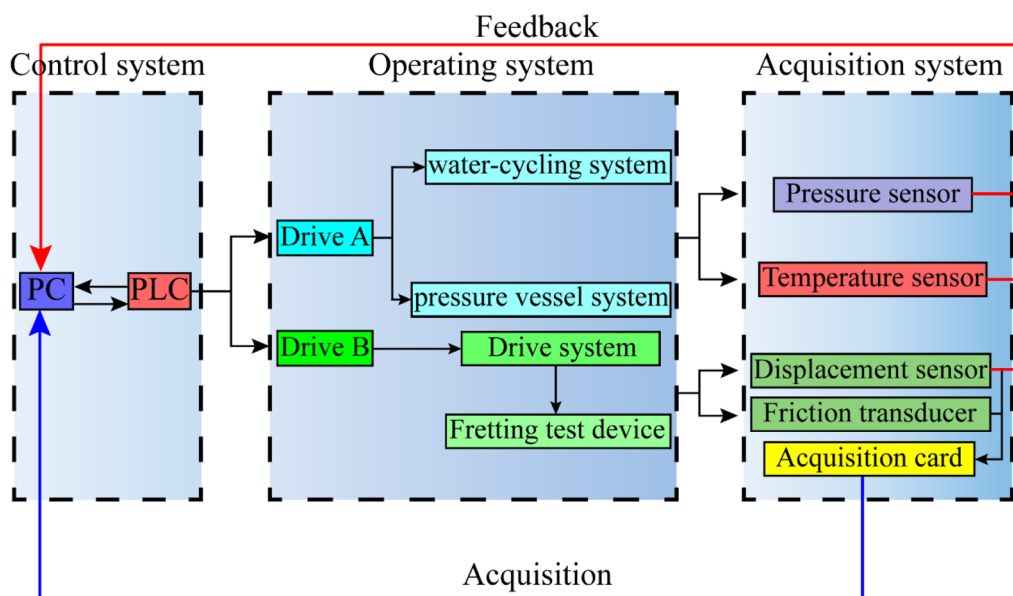 Feedback
Control system
Operating system
Acquisition system
water-cycling system
Pressure sensor
Drive A
PC
PLC
Temperature sensor
pressure vessel system
Drive B
Drive system
Displacement sensor
Friction transducer
Fretting test device
Acquisition card
Acquisition